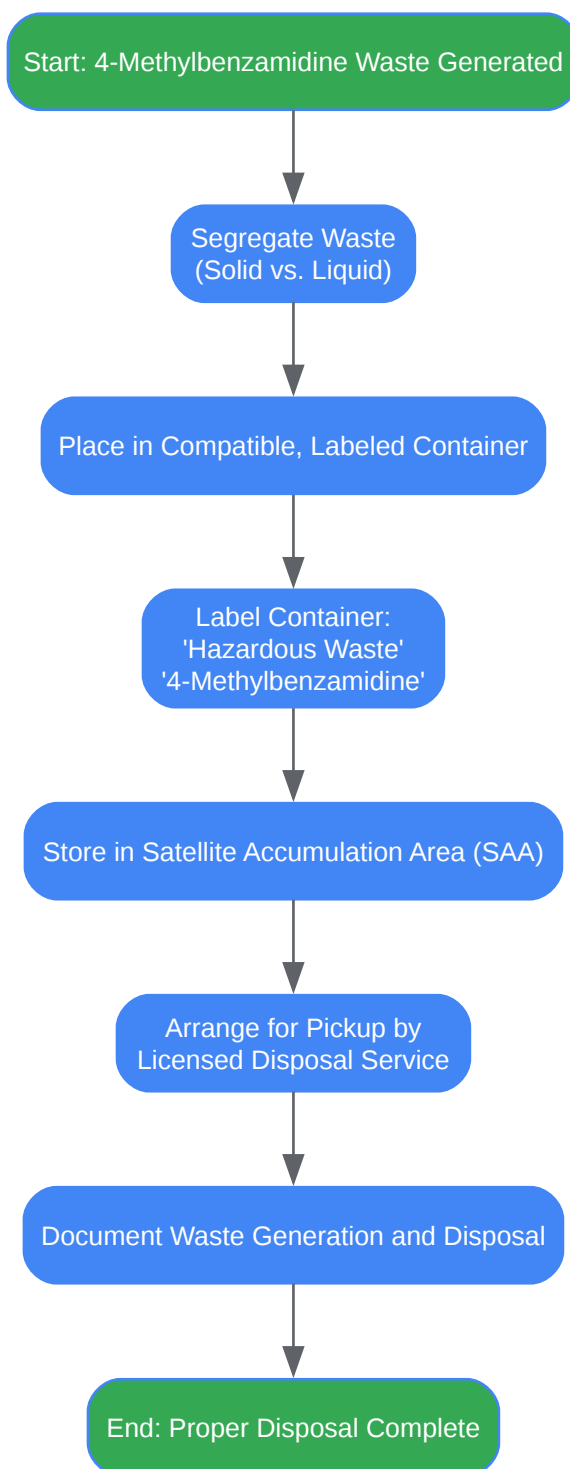 Start: 4-Methylbenzamidine Waste Generated
Segregate Waste
(Solid vs. Liquid)
Place in Compatible, Labeled Container
Label Container:
'Hazardous Waste'
'4-Methylbenzamidine'
Store in Satellite Accumulation Area (SAA)
Arrange for Pickup by
Licensed Disposal Service
Document Waste Generation and Disposal
End: Proper Disposal Complete